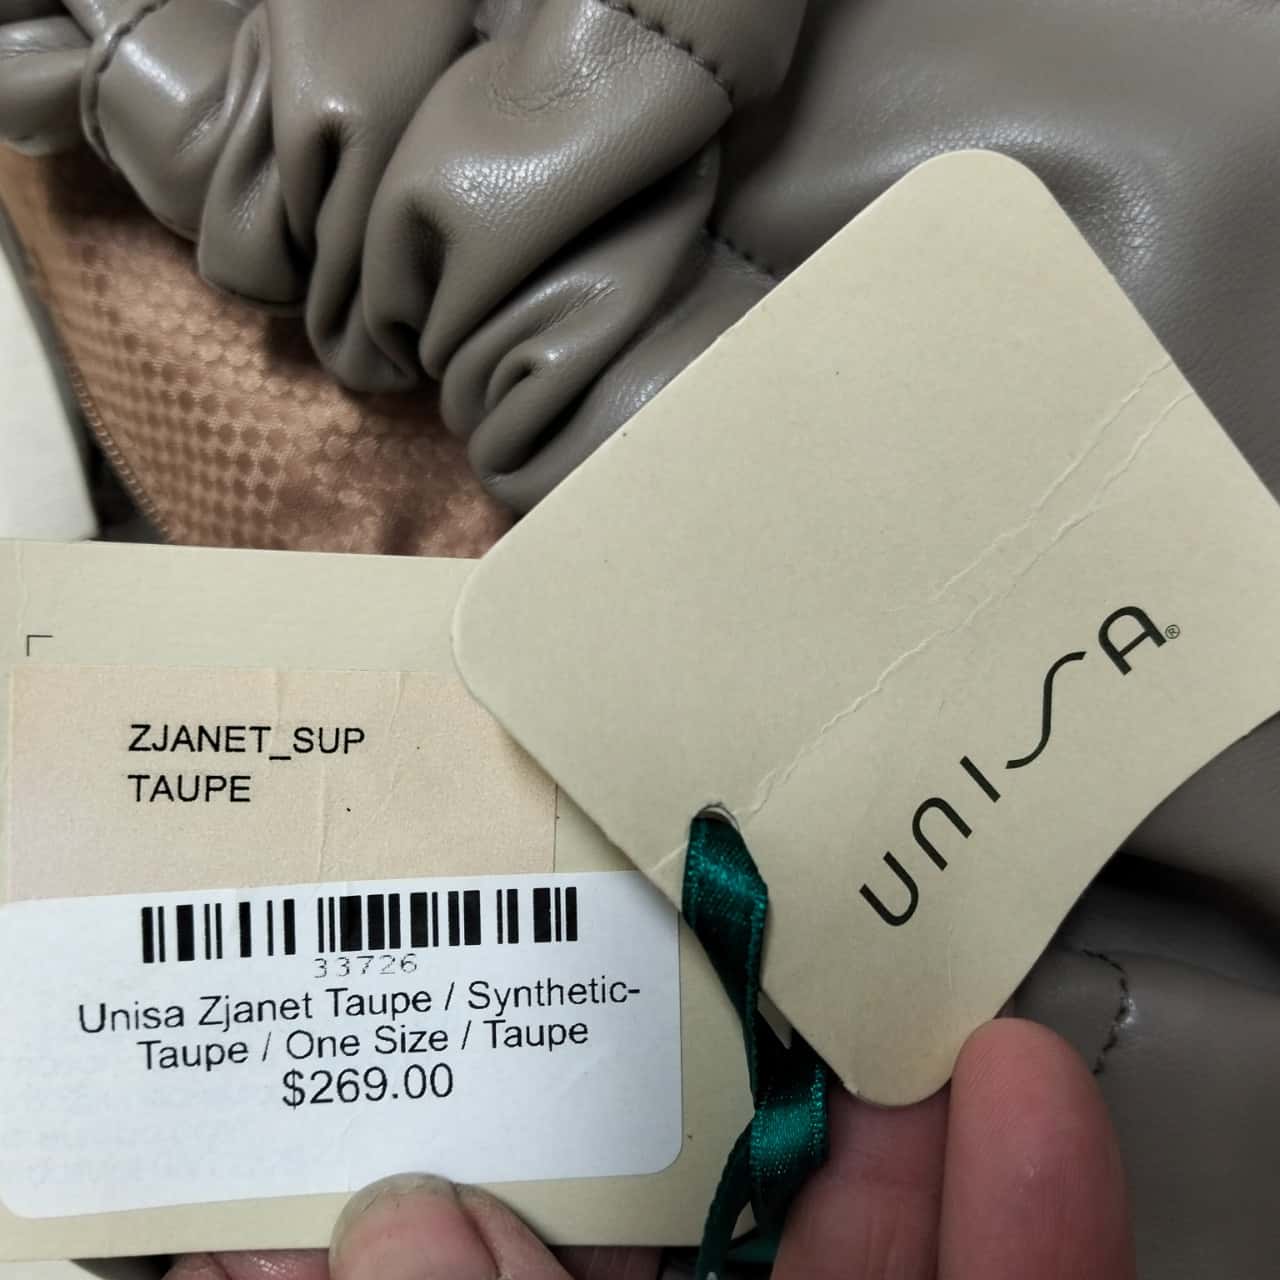 UNISA®
ZJANET_SUP
TAUPE
33726
Unisa Zjanet Taupe / Synthetic-
Taupe / One Size / Taupe
$269.00